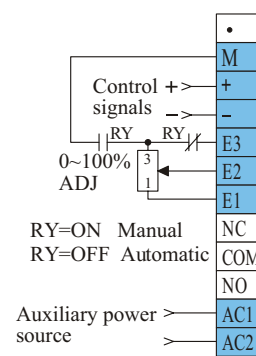 M
Control + +
signals − −
RY RY E3
0~100% 3 E2
ADJ 1 E1
RY=ON Manual NC
RY=OFF Automatic COM
NO
Auxiliary power AC1
source AC2